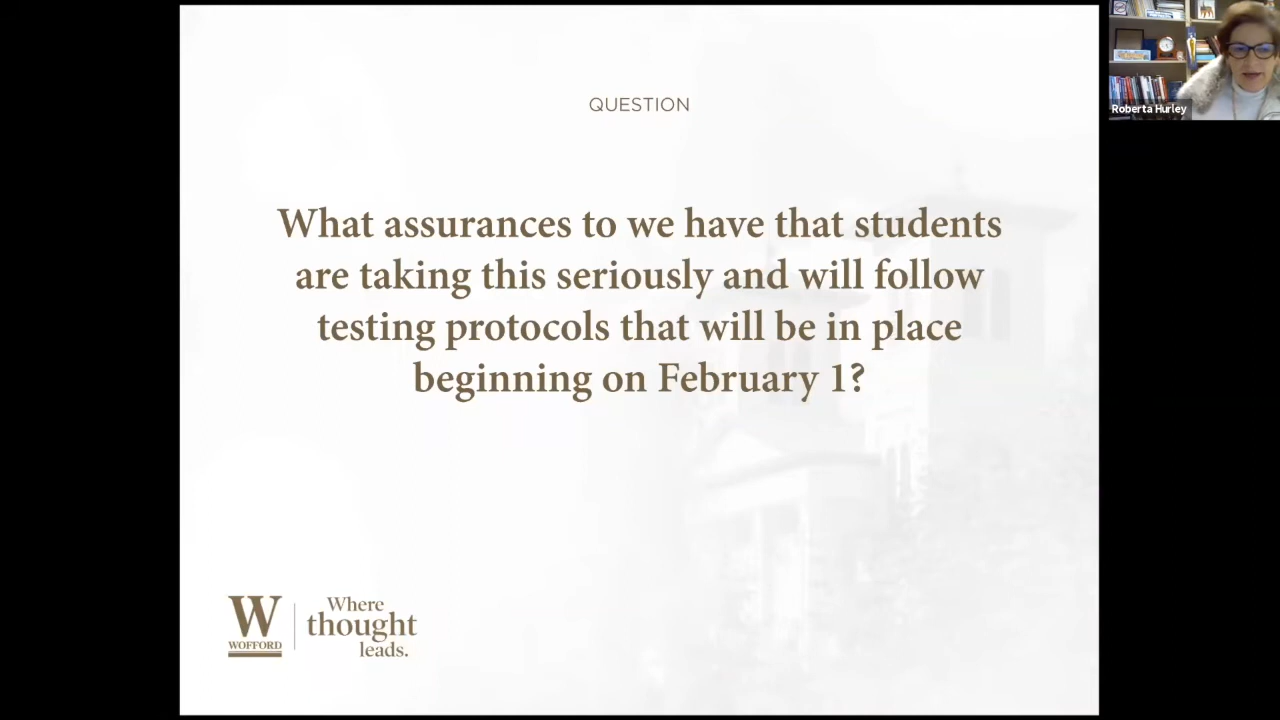 QUESTION
What assurances to we have that students
are taking this seriously and will follow
testing protocols that will be in place
beginning on February 1?
W
WOFFORD
Where
thought
leads.
Roberta Hurley